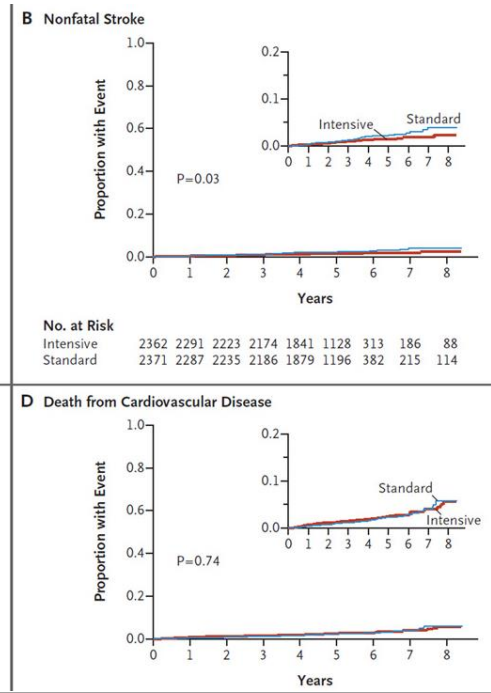 B Nonfatal Stroke
Proportion with Event
1.0
0.8
0.6
0.4
0.2
0.0
0 1 2 3 4 5 6 7 8
Years
P=0.03
0.2
0.1
0.0
0 1 2 3 4 5 6 7 8
Intensive
Standard
No. at Risk
Intensive 2362 2291 2223 2174 1841 1128 313 186 88
Standard 2371 2287 2235 2186 1879 1196 382 215 114
D Death from Cardiovascular Disease
Proportion with Event
1.0
0.8
0.6
0.4
0.2
0.0
0 1 2 3 4 5 6 7 8
Years
P=0.74
0.2
0.1
0.0
0 1 2 3 4 5 6 7 8
Standard
Intensive